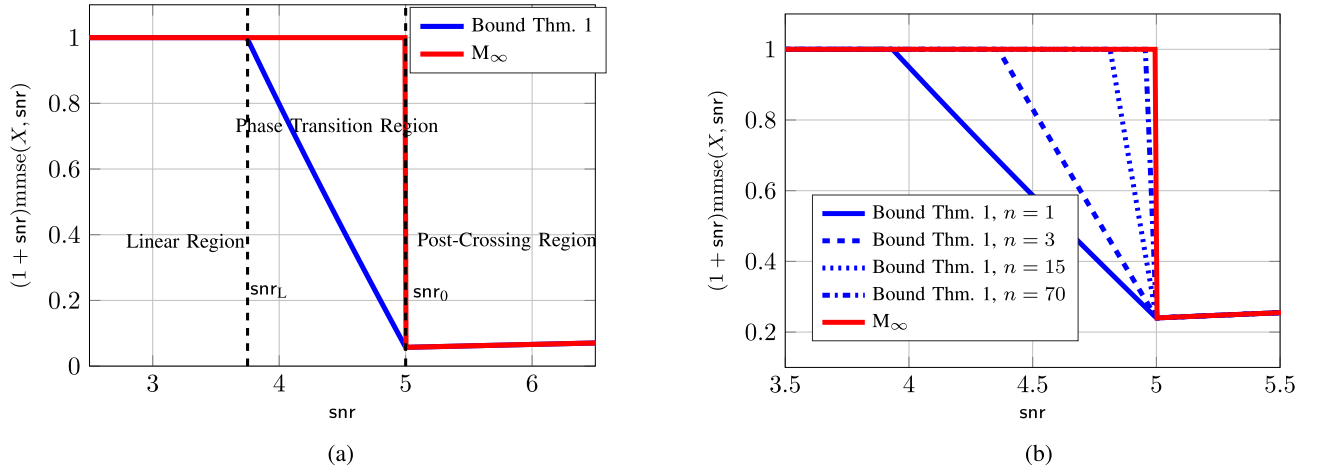 1
0.8
0.6
0.4
0.2
0
3
4
5
6
snr
(1 + snr)mmse(X, snr)
Bound Thm. 1
M∞
Phase Transition Region
Linear Region
Post-Crossing Region
snrL
snr0
(a)
1
0.8
0.6
0.4
0.2
3.5
4
4.5
5
5.5
snr
(1 + snr)mmse(X, snr)
Bound Thm. 1, n = 1
Bound Thm. 1, n = 3
Bound Thm. 1, n = 15
Bound Thm. 1, n = 70
M∞
(b)